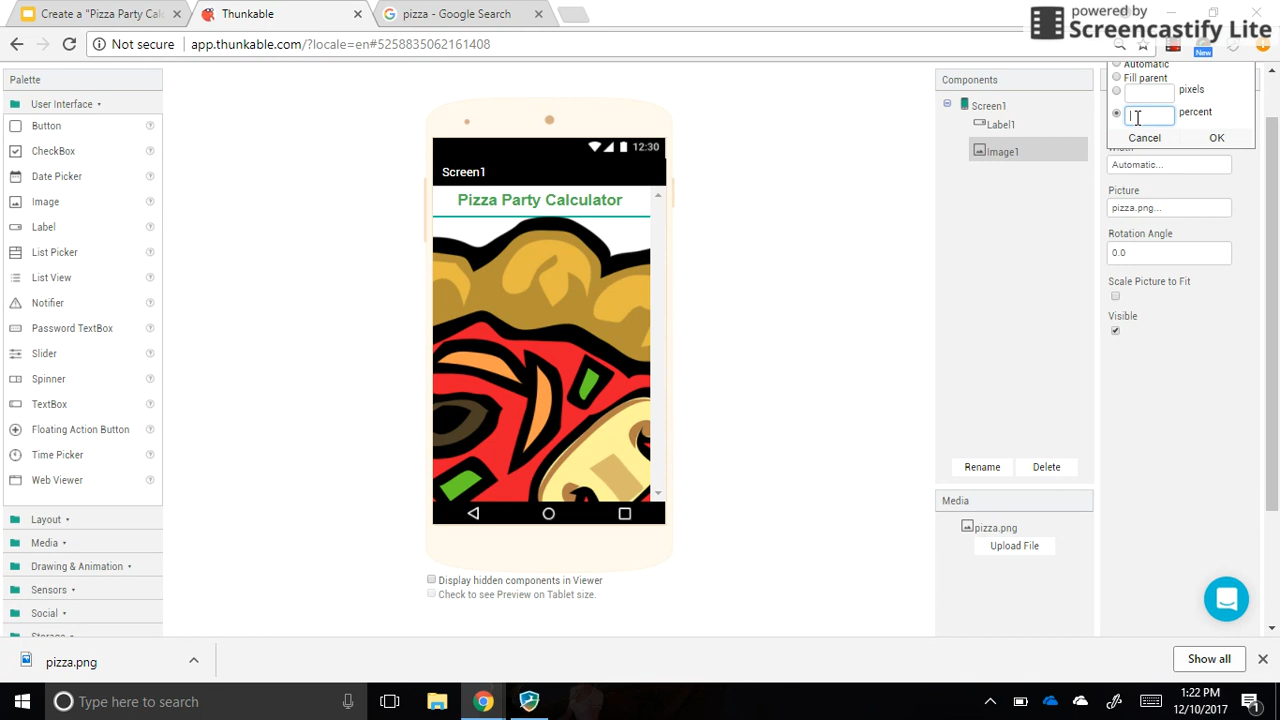 Create a "Pizza Party Calc
Thunkable
pizza - Google Search
powered by
Screencastify Lite
Not secure
app.thunkable.com/?locale=en#5258835062161408
New
Palette
User Interface
Button
CheckBox
Date Picker
Image
Label
List Picker
List View
Notifier
Password TextBox
Slider
Spinner
TextBox
Floating Action Button
Time Picker
Web Viewer
Layout
Media
Drawing & Animation
Sensors
Social
Storage
12:30
Screen1
Pizza Party Calculator
Display hidden components in Viewer
Check to see Preview on Tablet size.
Components
Screen1
Label1
Image1
Rename
Delete
Media
pizza.png
Upload File
Automatic
Fill parent
pixels
percent
Cancel
OK
Width
Automatic...
Picture
pizza.png...
Rotation Angle
0.0
Scale Picture to Fit
Visible
pizza.png
Show all
Type here to search
1:22 PM
12/10/2017
1